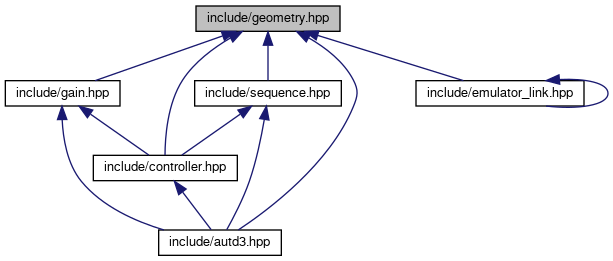 include/geometry.hpp
include/gain.hpp
include/sequence.hpp
include/emulator_link.hpp
include/controller.hpp
include/autd3.hpp